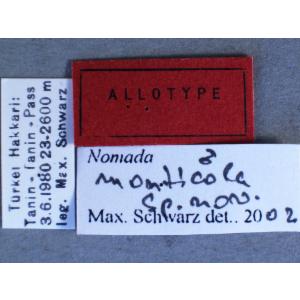 Türkei Hakkari:
Tanin-Tanin-Pass
3.6.1980 23-2600 m
leg. Max. Schwarz
ALLOTYPE
Nomada ♂
monticola
sp. nov.
Max. Schwarz det.. 2002